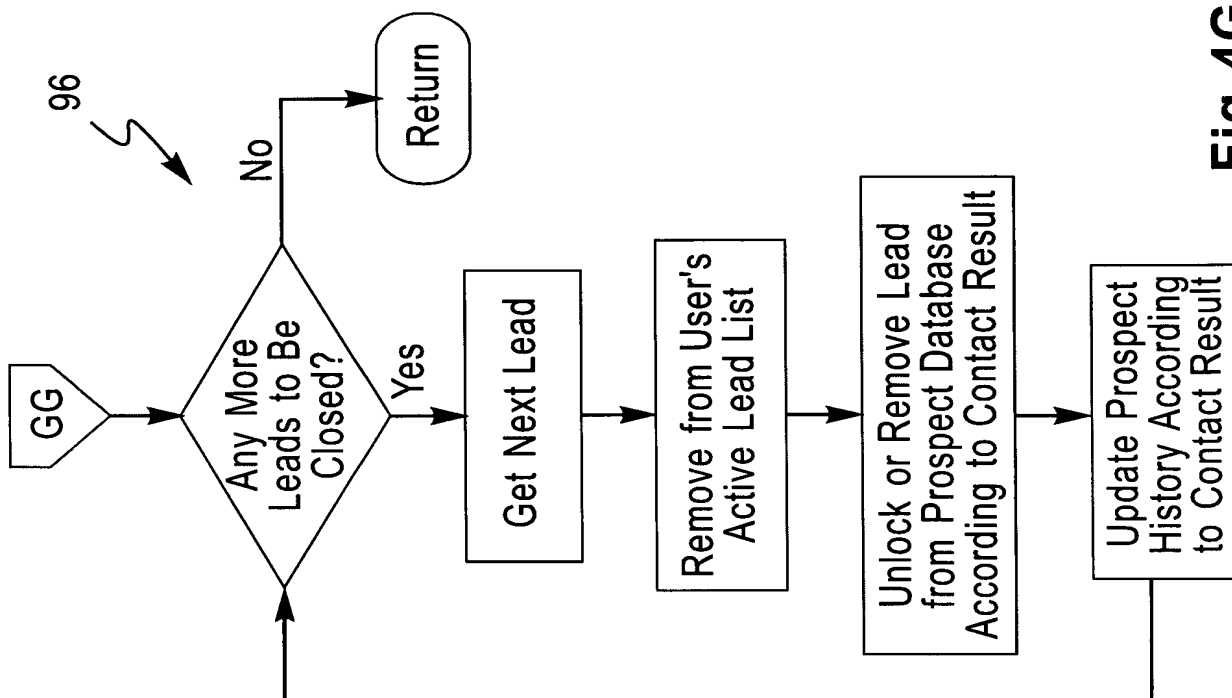 GG
96
Any More
Leads to Be
Closed?
No
Return
Yes
Get Next Lead
Remove from User's
Active Lead List
Unlock or Remove Lead
from Prospect Database
According to Contact Result
Update Prospect
History According
to Contact Result
Fig. 4G